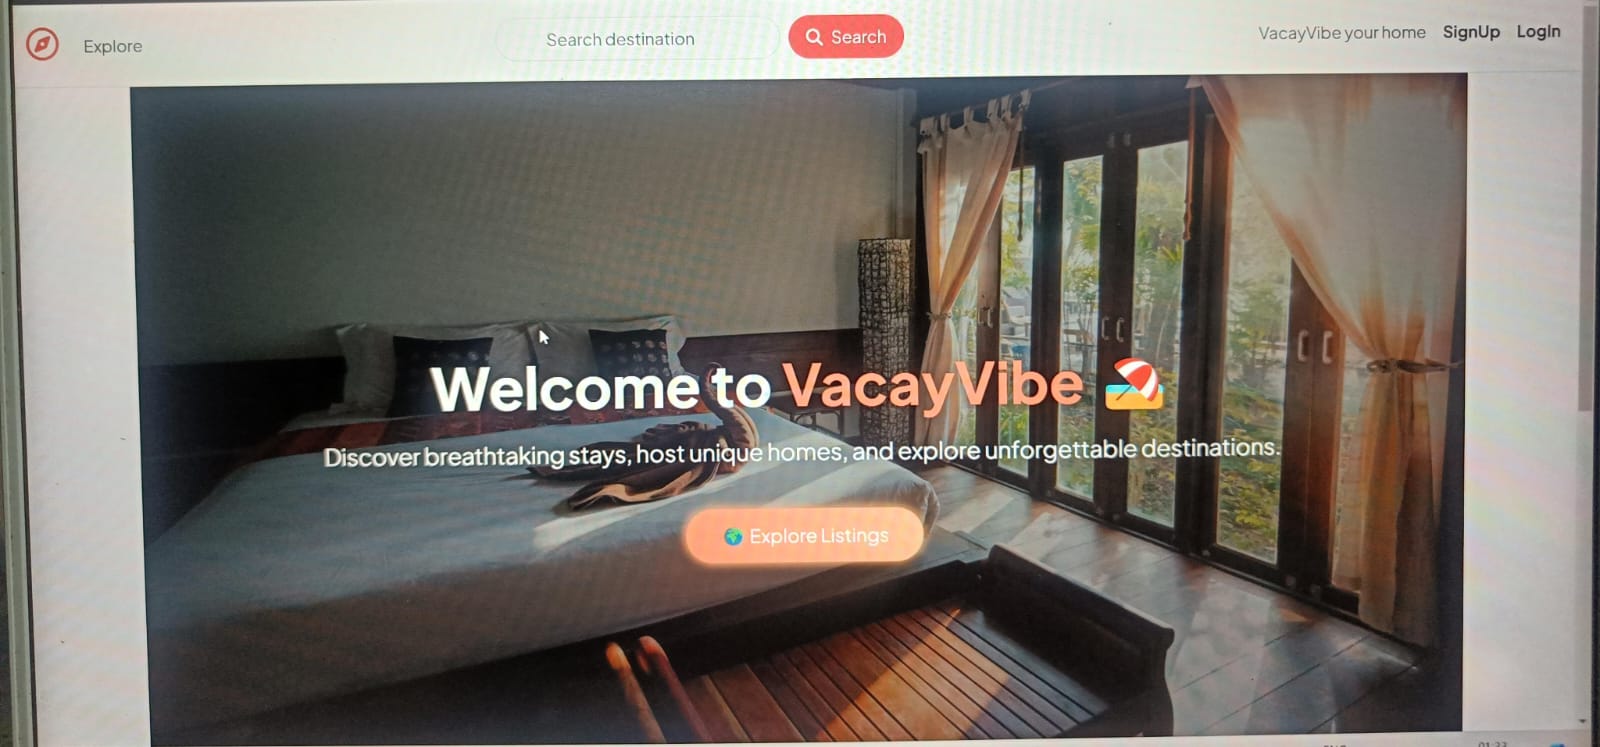 Explore
Search destination
Search
VacayVibe your home SignUp LogIn
Welcome to VacayVibe
Discover breathtaking stays, host unique homes, and explore unforgettable destinations.
Explore Listings